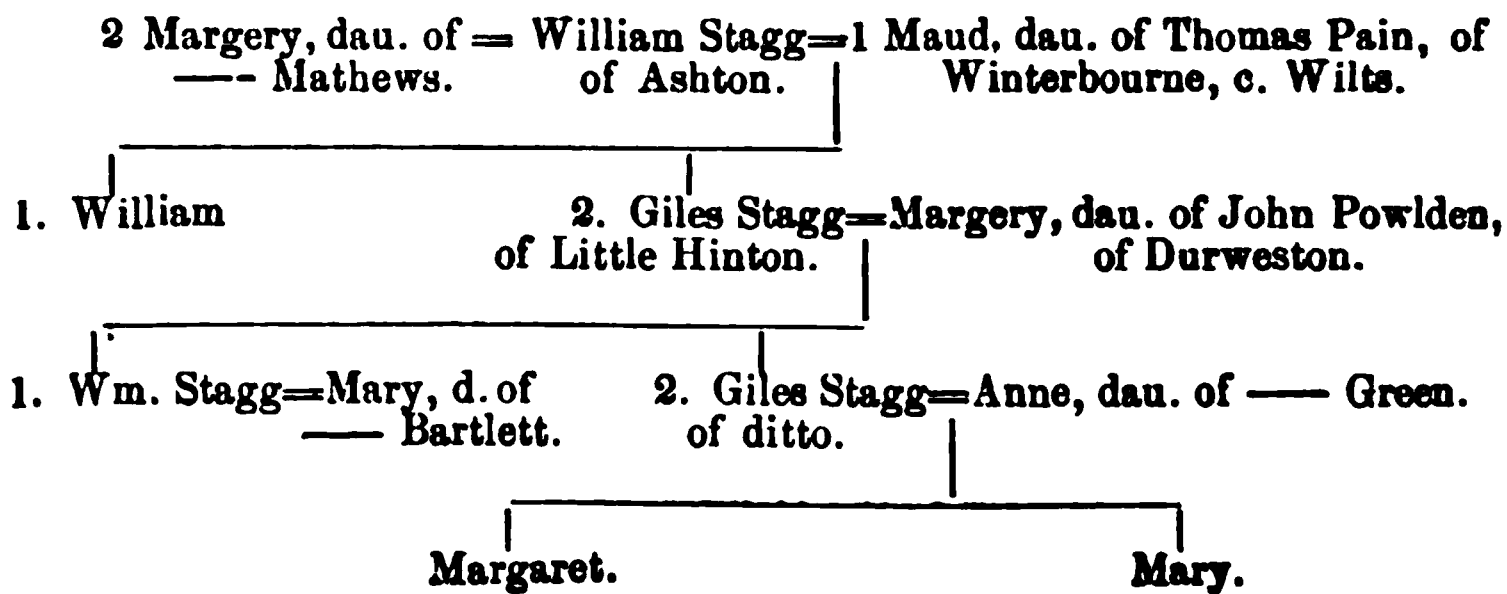 2 Margery, dau. of = William Stagg=1 Maud, dau. of Thomas Pain, of
—— Mathews. of Ashton. Winterbourne, c. Wilts.
1. William 2. Giles Stagg=Margery, dau. of John Powlden,
of Little Hinton. of Durweston.
1. Wm. Stagg=Mary, d. of 2. Giles Stagg=Anne, dau. of —— Green.
—— Bartlett. of ditto.
Margaret. Mary.